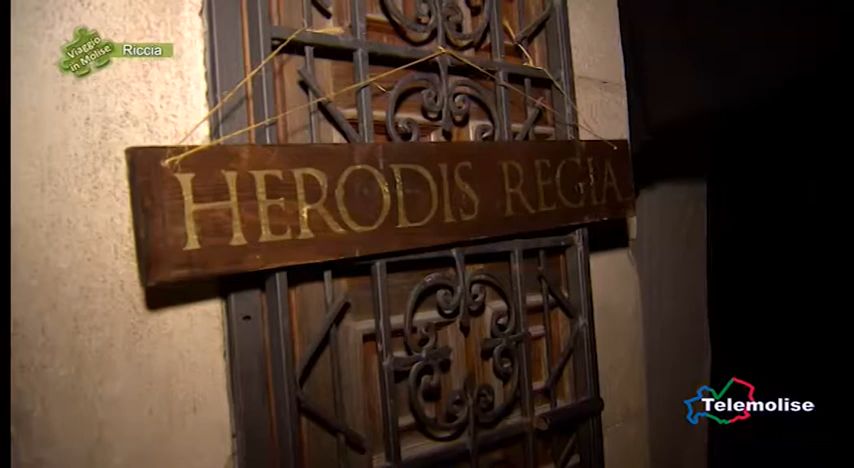 Viaggio
in Molise
Riccia
HERODIS REGIA
Telemolise